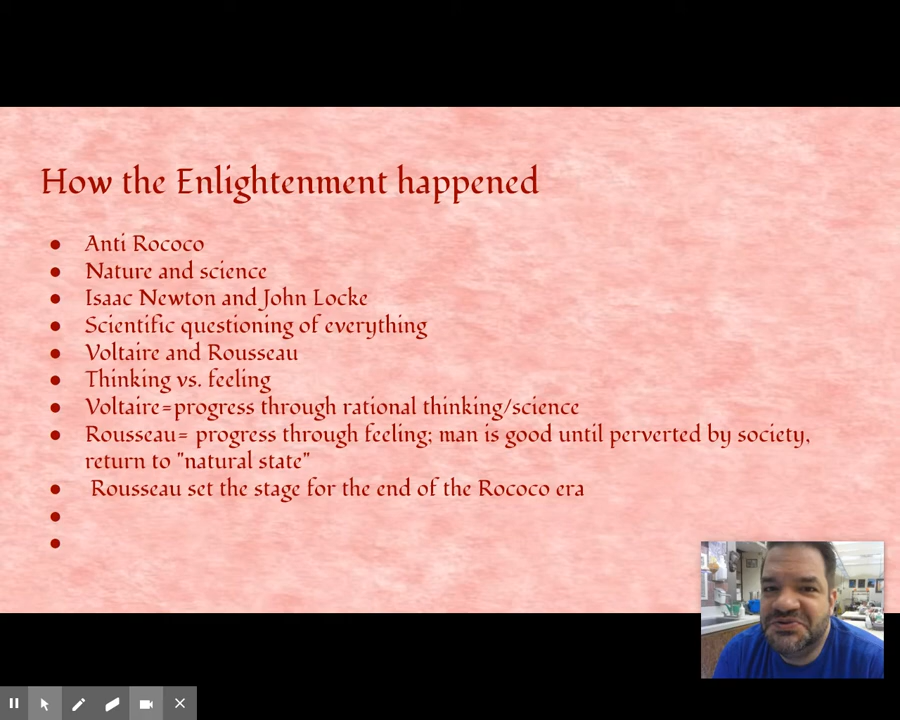 How the Enlightenment happened
● Anti Rococo
● Nature and science
● Isaac Newton and John Locke
● Scientific questioning of everything
● Voltaire and Rousseau
● Thinking vs. feeling
● Voltaire=progress through rational thinking/science
● Rousseau= progress through feeling; man is good until perverted by society,
return to "natural state"
● Rousseau set the stage for the end of the Rococo era
●
●